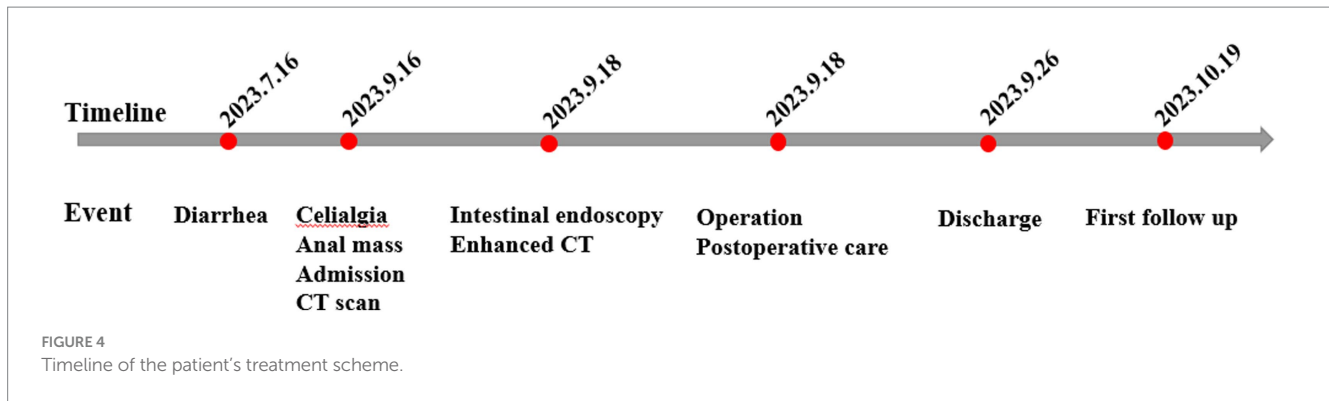 2023.7.16
2023.9.16
2023.9.18
2023.9.18
2023.9.26
2023.10.19
Timeline
Event
Diarrhea
Celialgia
Anal mass
Admission
CT scan
Intestinal endoscopy
Enhanced CT
Operation
Postoperative care
Discharge
First follow up
FIGURE 4
Timeline of the patient's treatment scheme.